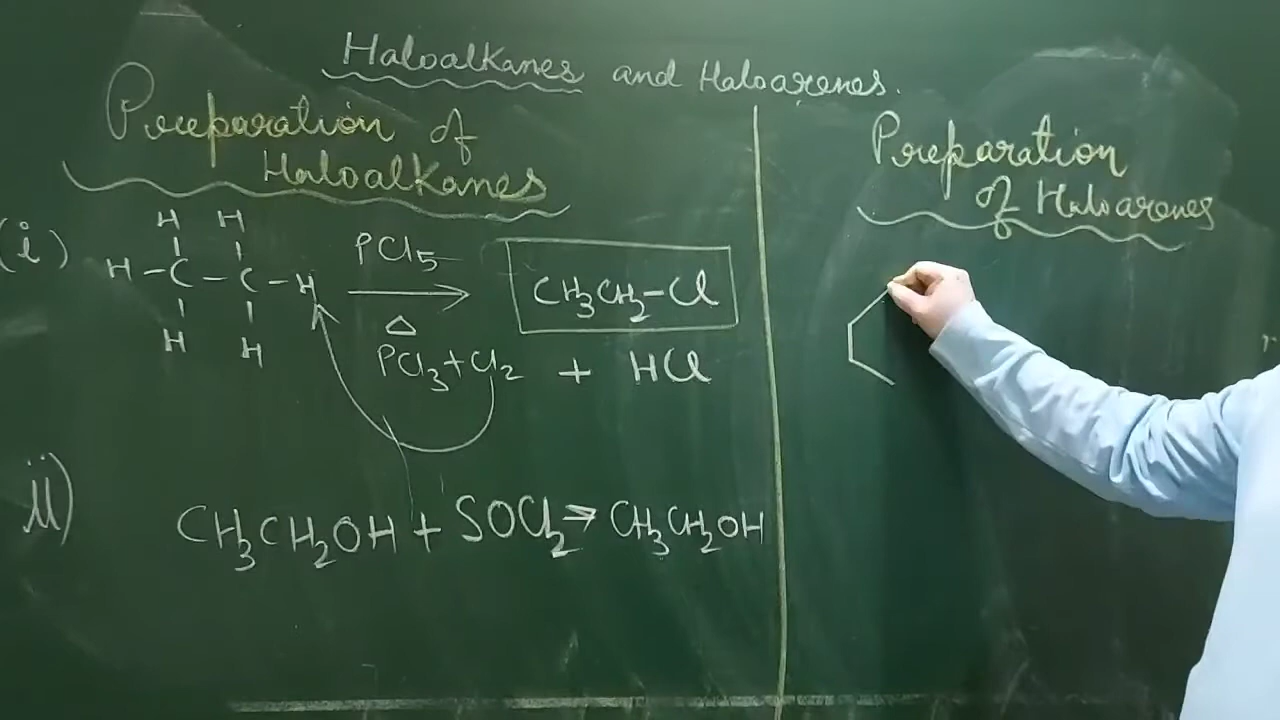 Haloalkanes and Haloarenes.
Preparation of
Haloalkanes
(i)
H H
H-C-C-H
H H
PCl5
△
PCl3+Cl2
CH3CH2-Cl
+ HCl
ii)
CH3CH2OH + SOCl2→ CH3CH2OH
Preparation
of Haloarenes